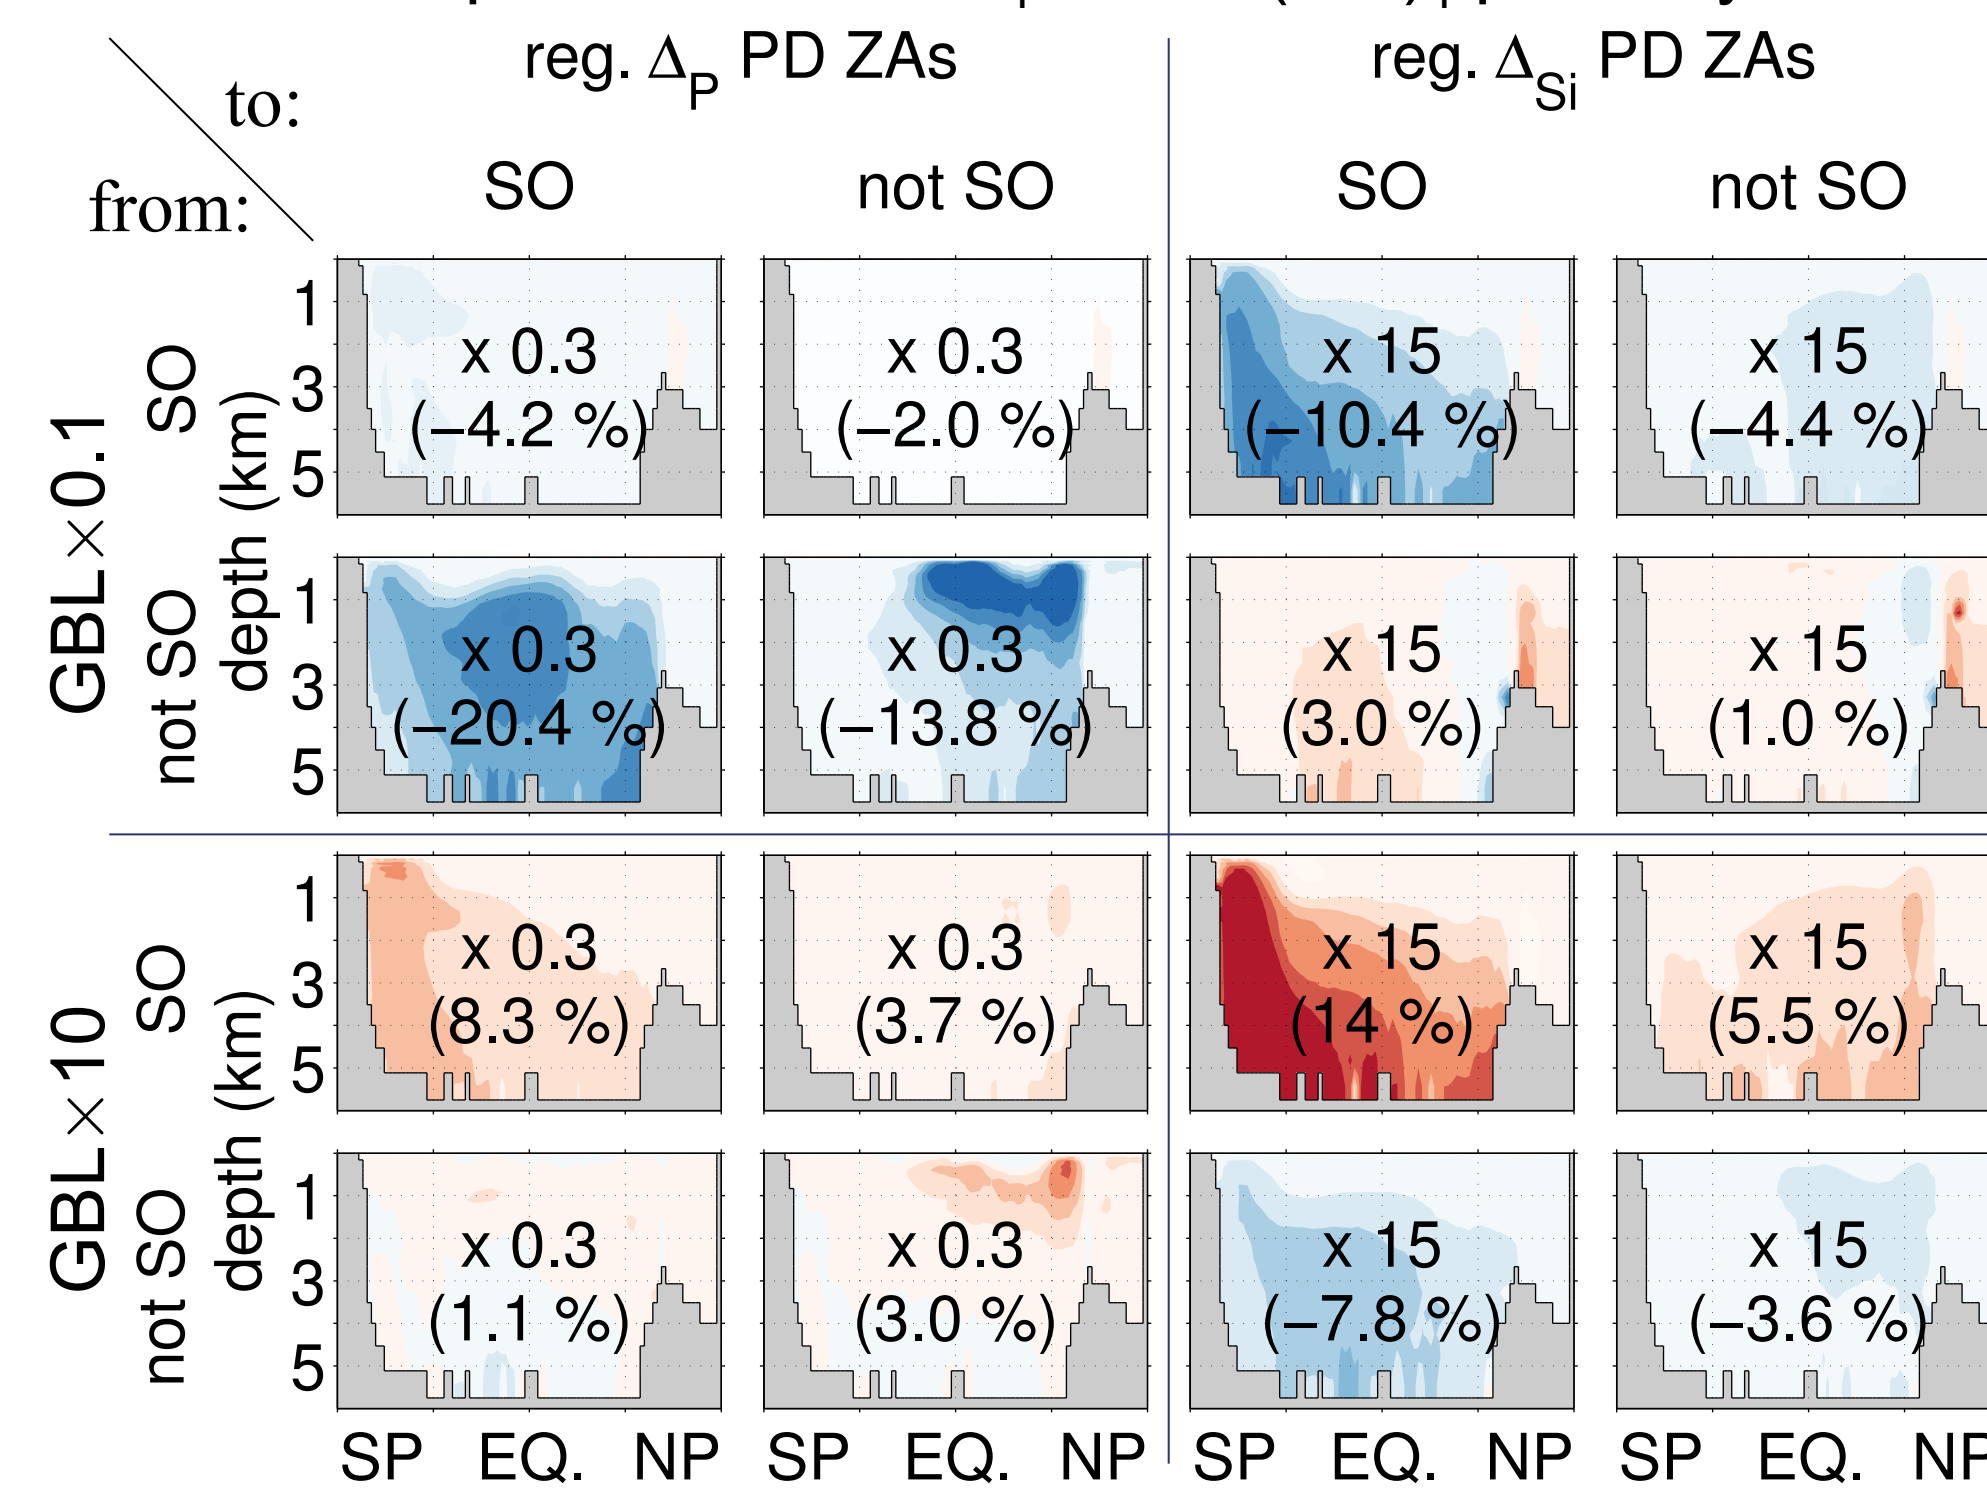 reg. Δ_P PD ZAs reg. Δ_Si PD ZAs
to:
from:
SO not SO SO not SO
GBL×0.1
SO
not SO
depth (km)
1
3
5
x 0.3 x 0.3 x 15 x 15
(−4.2 %) (−2.0 %) (−10.4 %) (−4.4 %)
1
3
5
x 0.3 x 0.3 x 15 x 15
(−20.4 %) (−13.8 %) (3.0 %) (1.0 %)
GBL×10
SO
not SO
depth (km)
1
3
5
x 0.3 x 0.3 x 15 x 15
(8.3 %) (3.7 %) (14 %) (5.5 %)
1
3
5
x 0.3 x 0.3 x 15 x 15
(1.1 %) (3.0 %) (−7.8 %) (−3.6 %)
SP EQ. NP SP EQ. NP SP EQ. NP SP EQ. NP